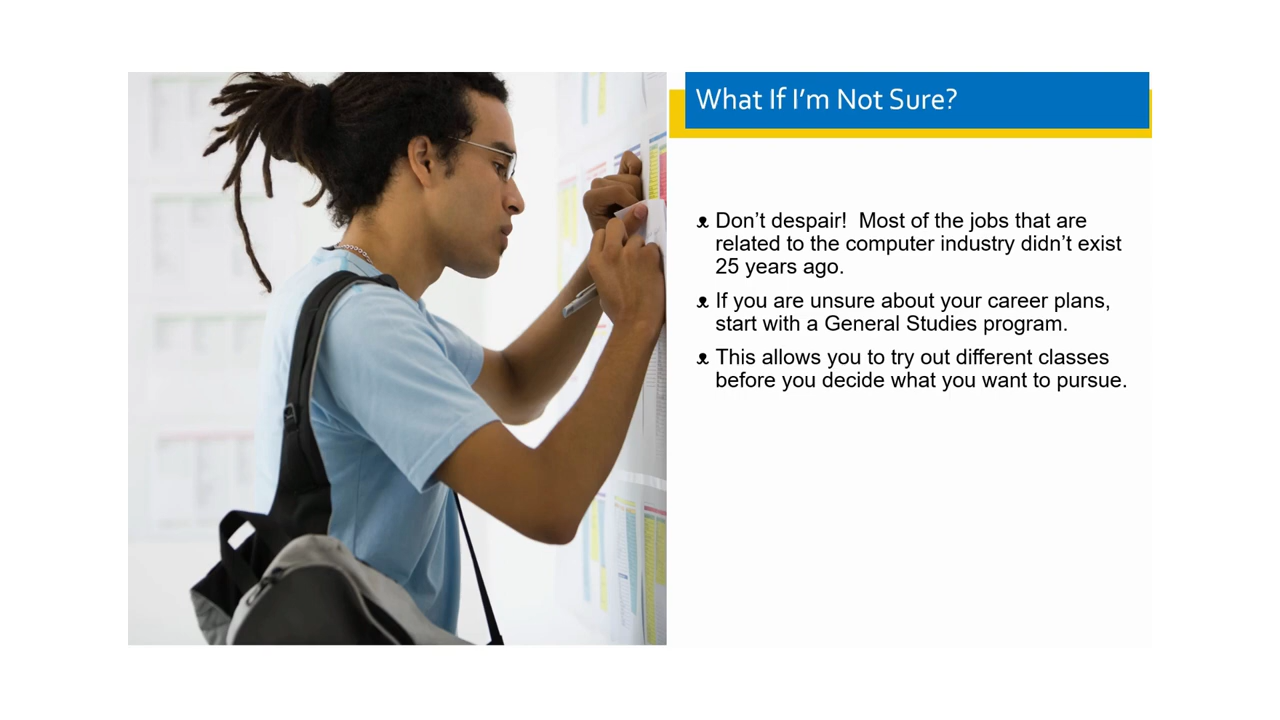 What If I'm Not Sure?
Don't despair!  Most of the jobs that are
related to the computer industry didn't exist
25 years ago.
If you are unsure about your career plans,
start with a General Studies program.
This allows you to try out different classes
before you decide what you want to pursue.